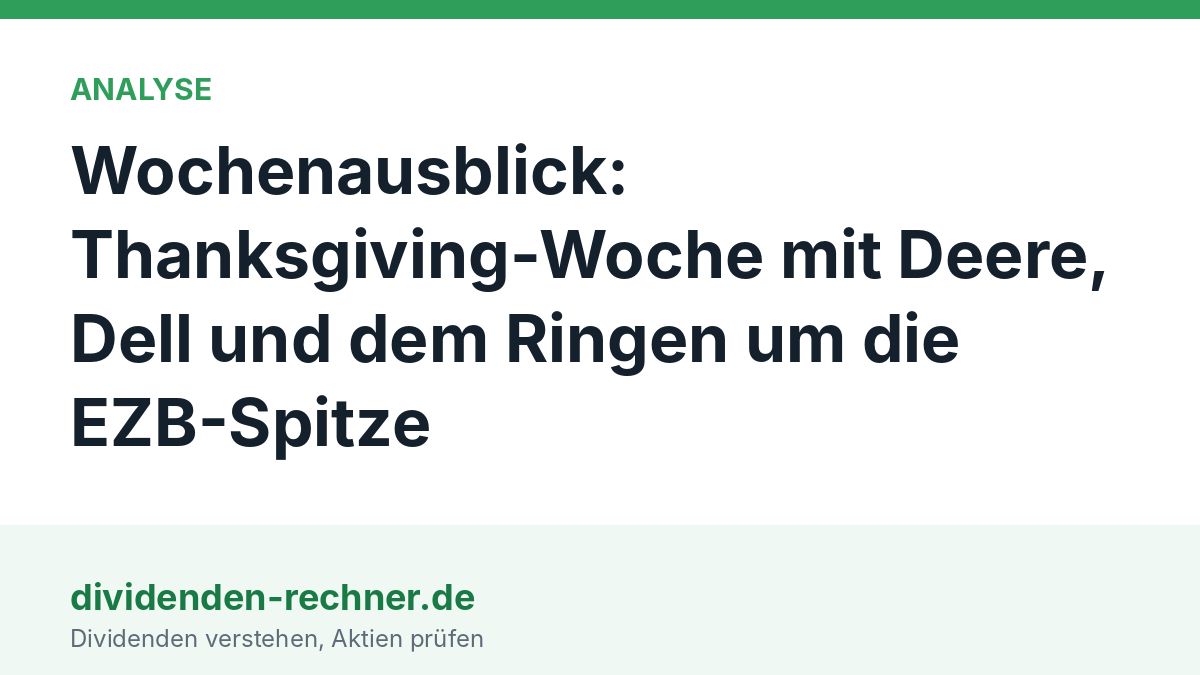 ANALYSE
Wochenausblick:
Thanksgiving-Woche mit Deere,
Dell und dem Ringen um die
EZB-Spitze
dividenden-rechner.de
Dividenden verstehen, Aktien prüfen